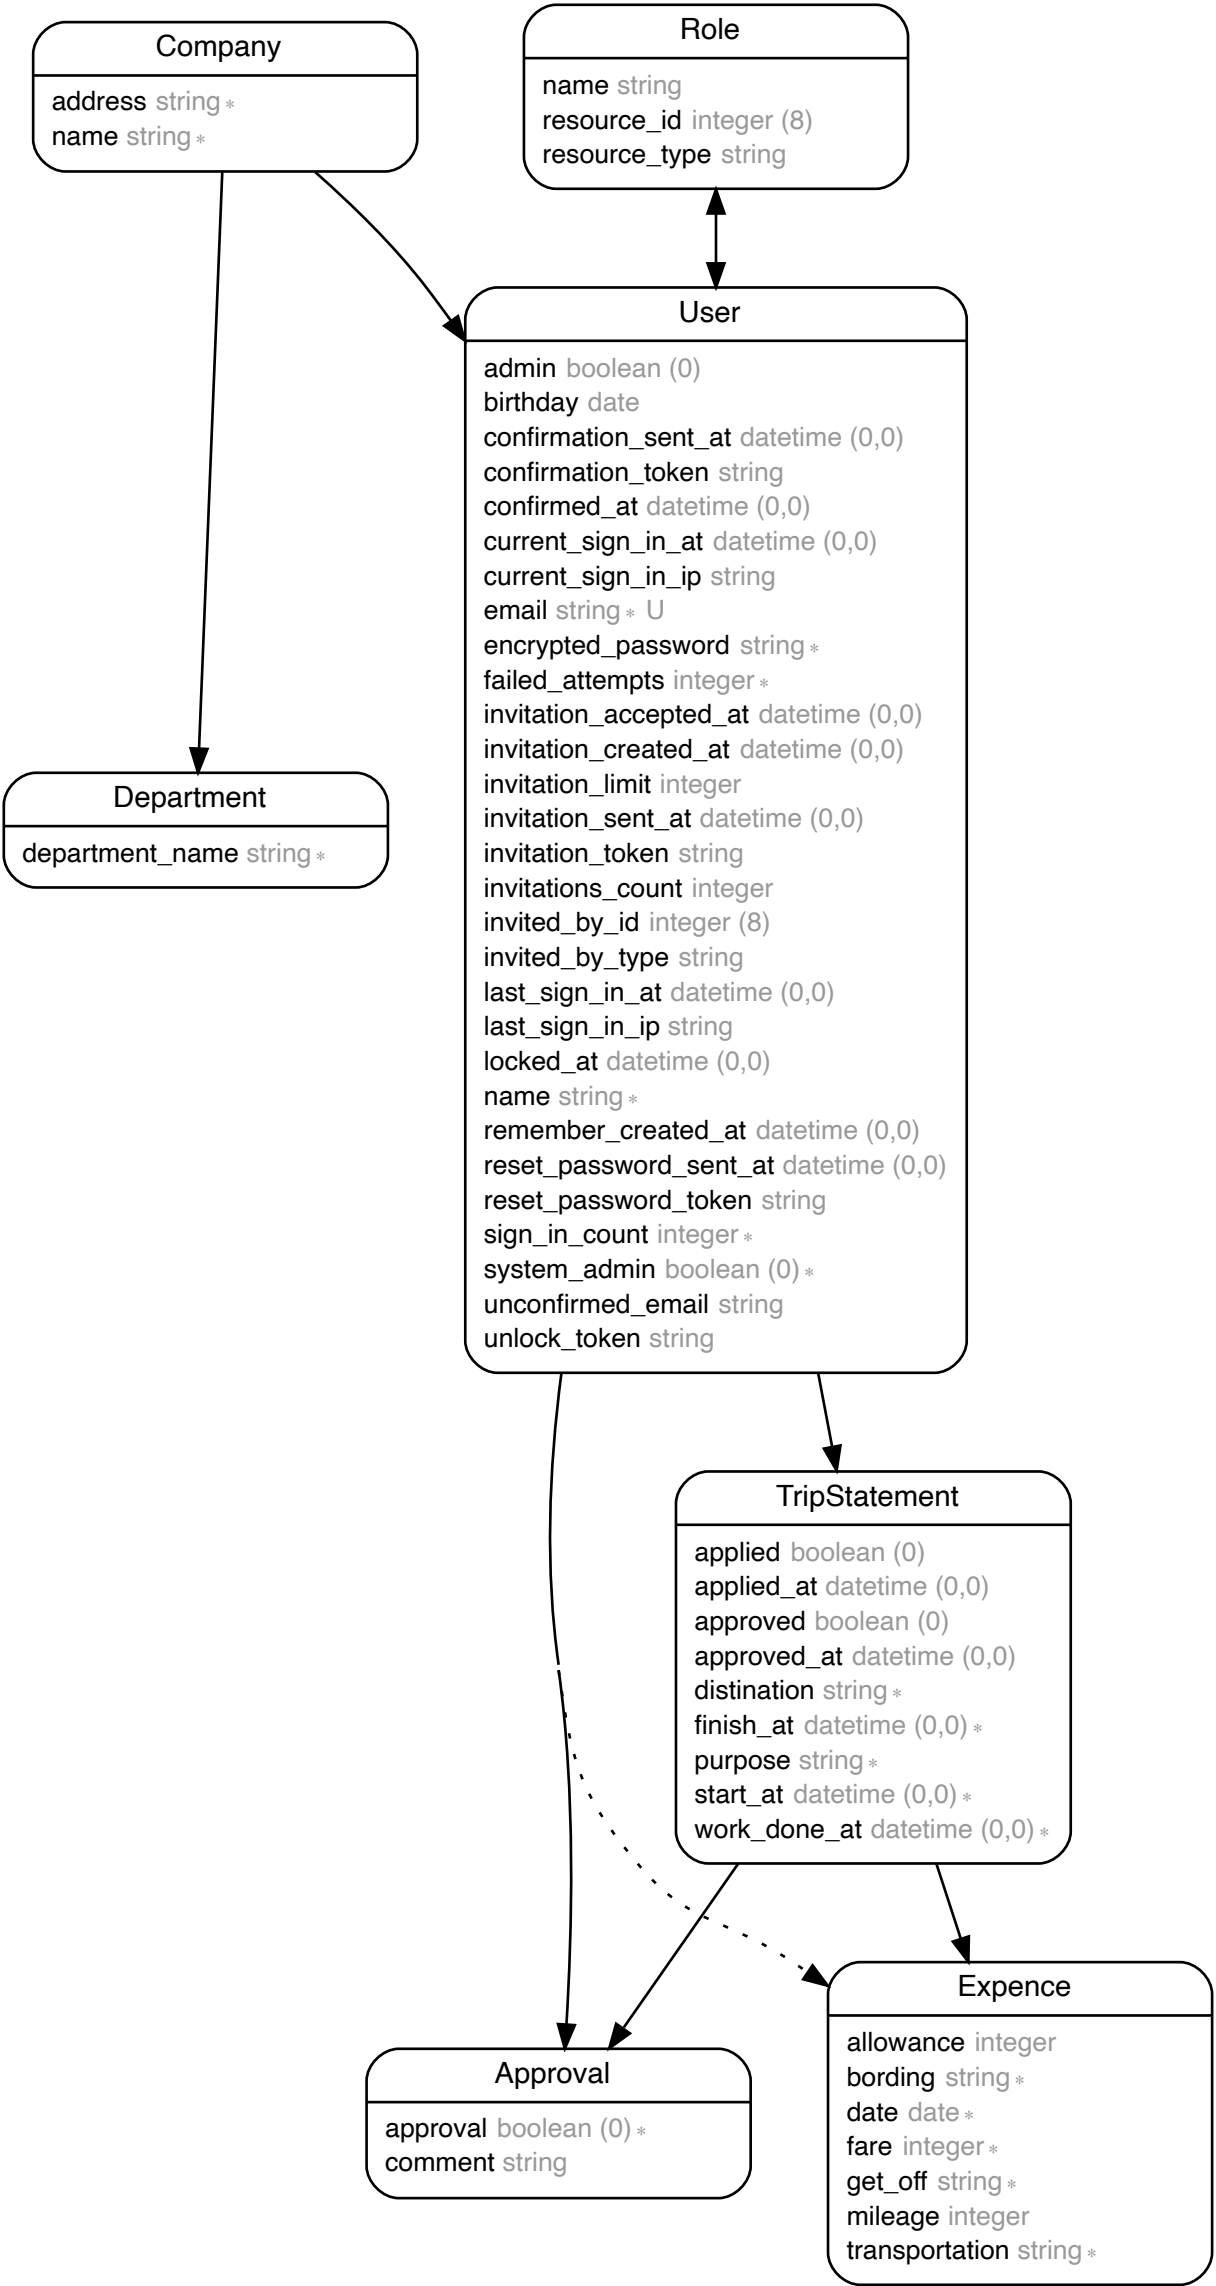 Company
address string *
name string *
Role
name string
resource_id integer (8)
resource_type string
User
admin boolean (0)
birthday date
confirmation_sent_at datetime (0,0)
confirmation_token string
confirmed_at datetime (0,0)
current_sign_in_at datetime (0,0)
current_sign_in_ip string
email string * U
encrypted_password string *
failed_attempts integer *
invitation_accepted_at datetime (0,0)
invitation_created_at datetime (0,0)
invitation_limit integer
invitation_sent_at datetime (0,0)
invitation_token string
invitations_count integer
invited_by_id integer (8)
invited_by_type string
last_sign_in_at datetime (0,0)
last_sign_in_ip string
locked_at datetime (0,0)
name string *
remember_created_at datetime (0,0)
reset_password_sent_at datetime (0,0)
reset_password_token string
sign_in_count integer *
system_admin boolean (0) *
unconfirmed_email string
unlock_token string
Department
department_name string *
TripStatement
applied boolean (0)
applied_at datetime (0,0)
approved boolean (0)
approved_at datetime (0,0)
distination string *
finish_at datetime (0,0) *
purpose string *
start_at datetime (0,0) *
work_done_at datetime (0,0) *
Approval
approval boolean (0) *
comment string
Expence
allowance integer
bording string *
date date *
fare integer *
get_off string *
mileage integer
transportation string *